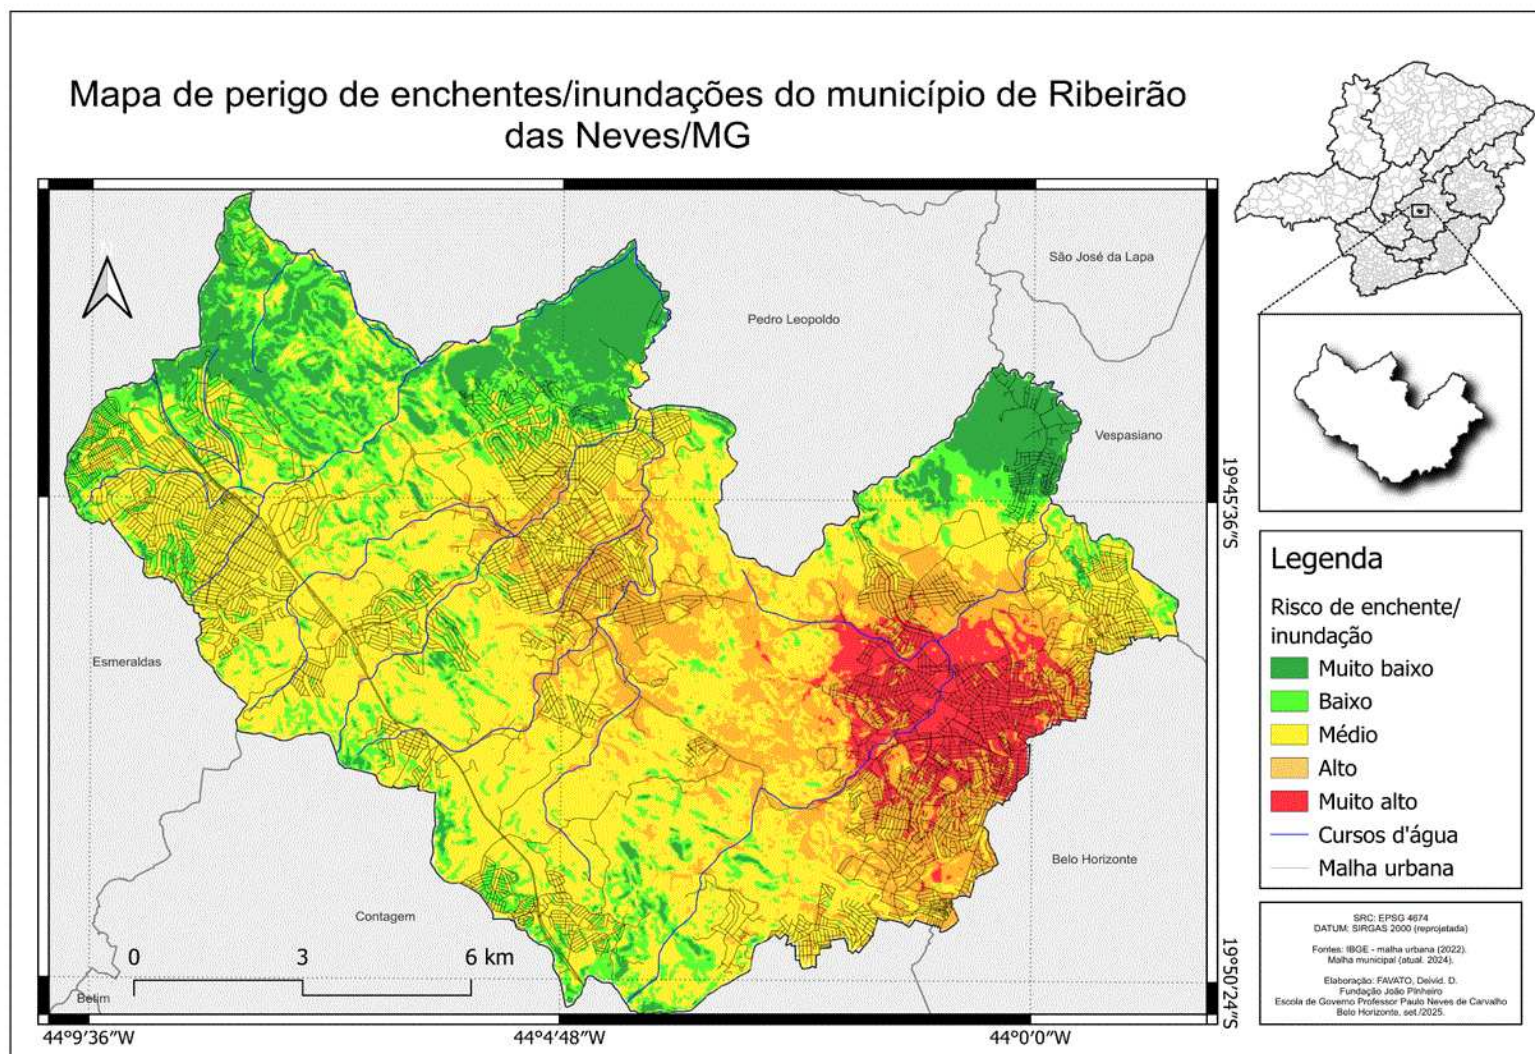 Mapa de perigo de enchentes/inundações do município de Ribeirão
das Neves/MG
N
São José da Lapa
Pedro Leopoldo
Vespasiano
Esmeraldas
Belo Horizonte
Contagem
Betim
0 3 6 km
19°45′36″S
19°50′24″S
44°9′36″W 44°4′48″W 44°0′0″W
Legenda
Risco de enchente/
inundação
Muito baixo
Baixo
Médio
Alto
Muito alto
Cursos d'água
Malha urbana
SRC: EPSG 4674
DATUM: SIRGAS 2000 (reprojetada)
Fontes: IBGE - malha urbana (2022).
Malha municipal (atual. 2024).
Elaboração: FAVATO, Deivid. D.
Fundação João Pinheiro
Escola de Governo Professor Paulo Neves de Carvalho
Belo Horizonte, set./2025.